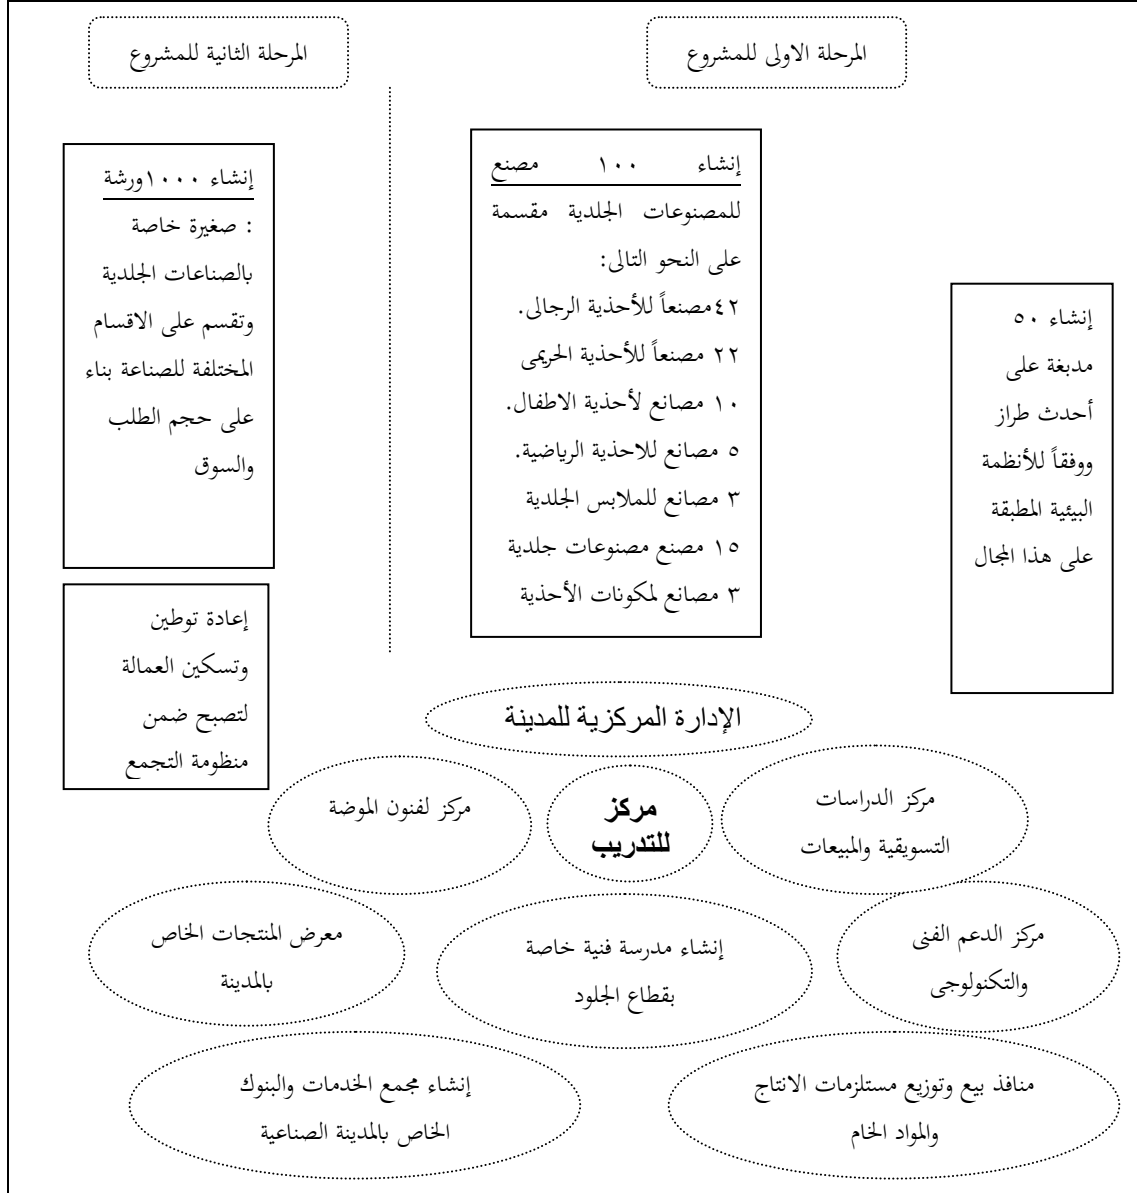 المرحلة الاولى للمشروع
المرحلة الثانية للمشروع
إنشاء ١٠٠ مصنع
للمصنوعات الجلدية مقسمة
على النحو التالى:
٤٢مصنعاً للأحذية الرجالى.
٢٢ مصنعاً للأحذية الحريمى
١٠ مصانع لأحذية الاطفال.
٥ مصانع للاحذية الرياضية.
٣ مصانع للملابس الجلدية
١٥ مصنع مصنوعات جلدية
٣ مصانع لمكونات الأحذية
إنشاء ٥٠
مدبغة على
أحدث طراز
ووفقاً للأنظمة
البيئية المطبقة
على هذا المجال
إنشاء ١٠٠٠ورشة
: صغيرة خاصة
بالصناعات الجلدية
وتقسم على الاقسام
المختلفة للصناعة بناء
على حجم الطلب
والسوق
إعادة توطين
وتسكين العمالة
لتصبح ضمن
منظومة التجمع
الإدارة المركزية للمدينة
مركز الدراسات
التسويقية والمبيعات
مركز
للتدريب
مركز لفنون الموضة
مركز الدعم الفنى
والتكنولوجى
إنشاء مدرسة فنية خاصة
بقطاع الجلود
معرض المنتجات الخاص
بالمدينة
منافذ بيع وتوزيع مستلزمات الانتاج
والمواد الخام
إنشاء مجمع الخدمات والبنوك
الخاص بالمدينة الصناعية